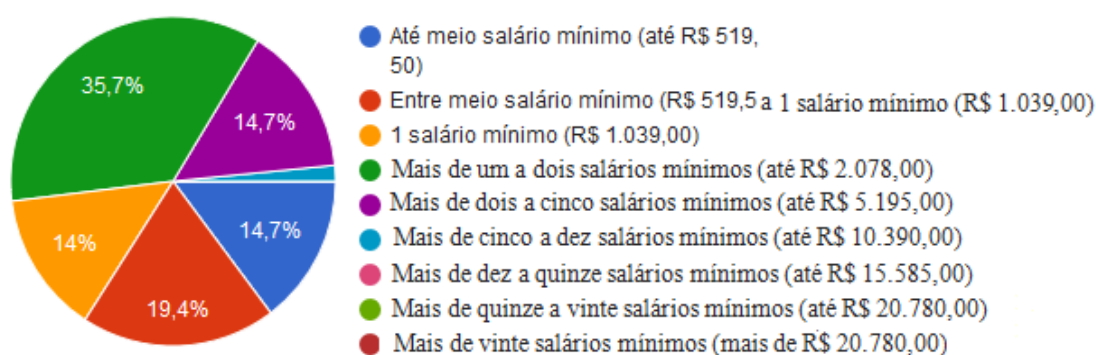 35,7%
14,7%
14,7%
14%
19,4%
Até meio salário mínimo (até R$ 519,
50)
Entre meio salário mínimo (R$ 519,5 a 1 salário mínimo (R$ 1.039,00)
1 salário mínimo (R$ 1.039,00)
Mais de um a dois salários mínimos (até R$ 2.078,00)
Mais de dois a cinco salários mínimos (até R$ 5.195,00)
Mais de cinco a dez salários mínimos (até R$ 10.390,00)
Mais de dez a quinze salários mínimos (até R$ 15.585,00)
Mais de quinze a vinte salários mínimos (até R$ 20.780,00)
Mais de vinte salários mínimos (mais de R$ 20.780,00)